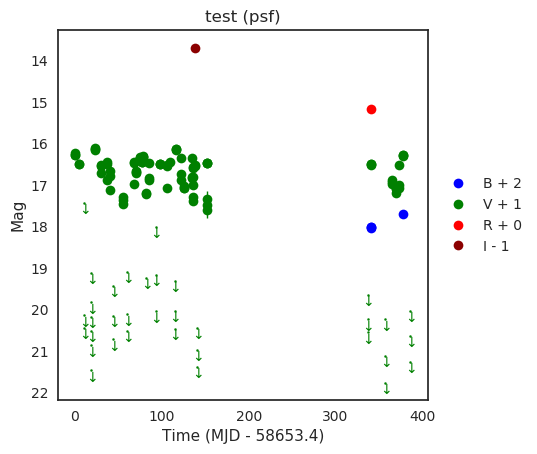 test (psf)
Mag
14
15
16
17
18
19
20
21
22
0
100
200
300
400
Time (MJD - 58653.4)
B + 2
V + 1
R + 0
I - 1